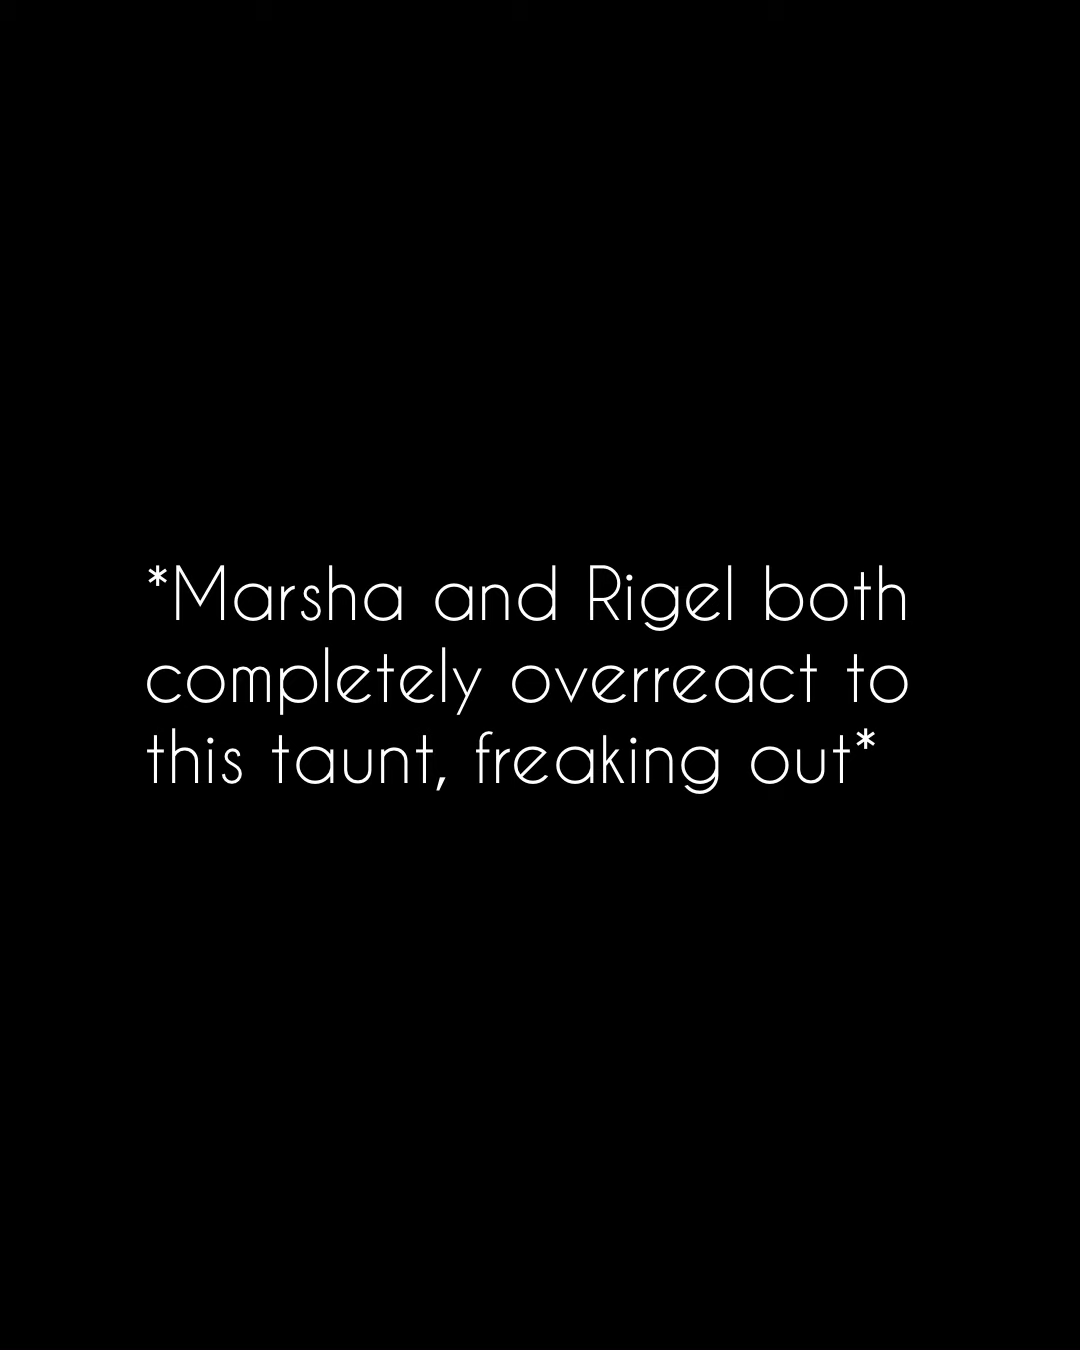 *Marsha and Rigel both
completely overreact to
this taunt, freaking out*